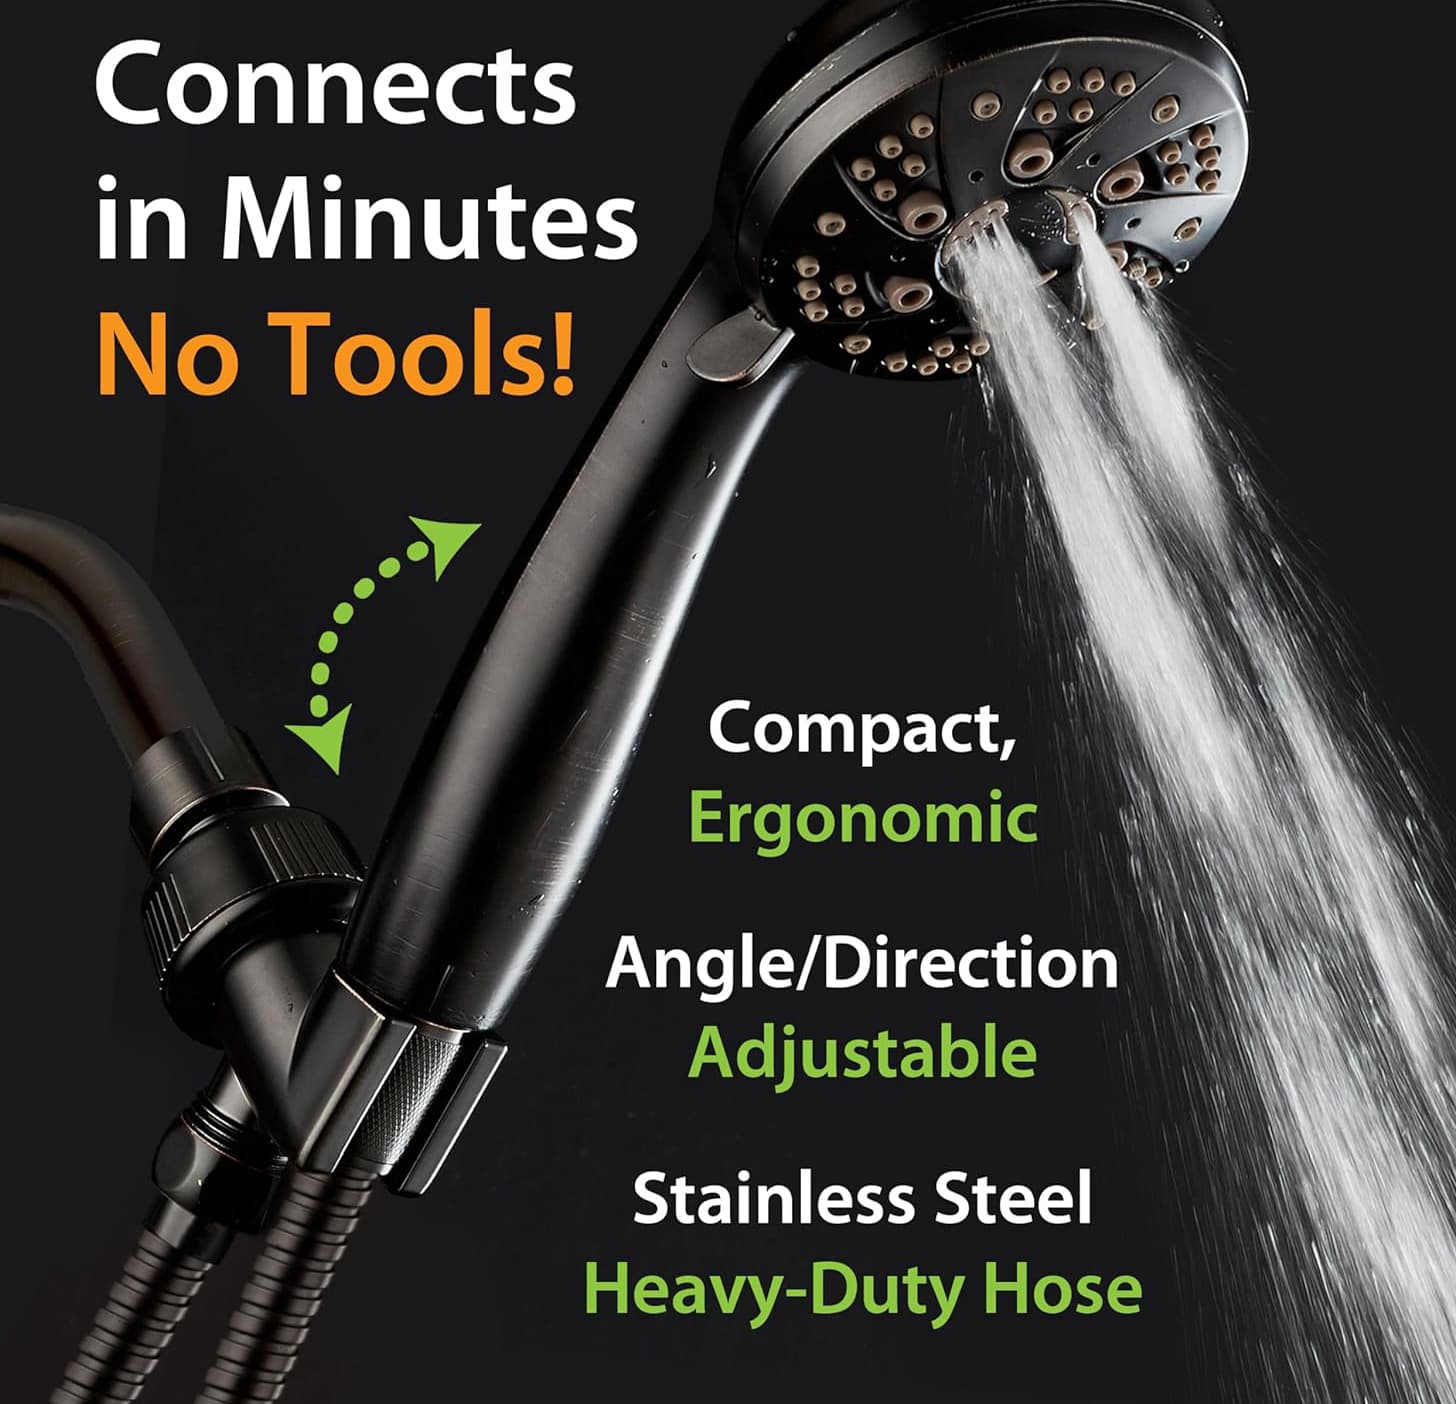 Connects
in Minutes
No Tools!
Compact,
Ergonomic
Angle/Direction
Adjustable
Stainless Steel
Heavy-Duty Hose